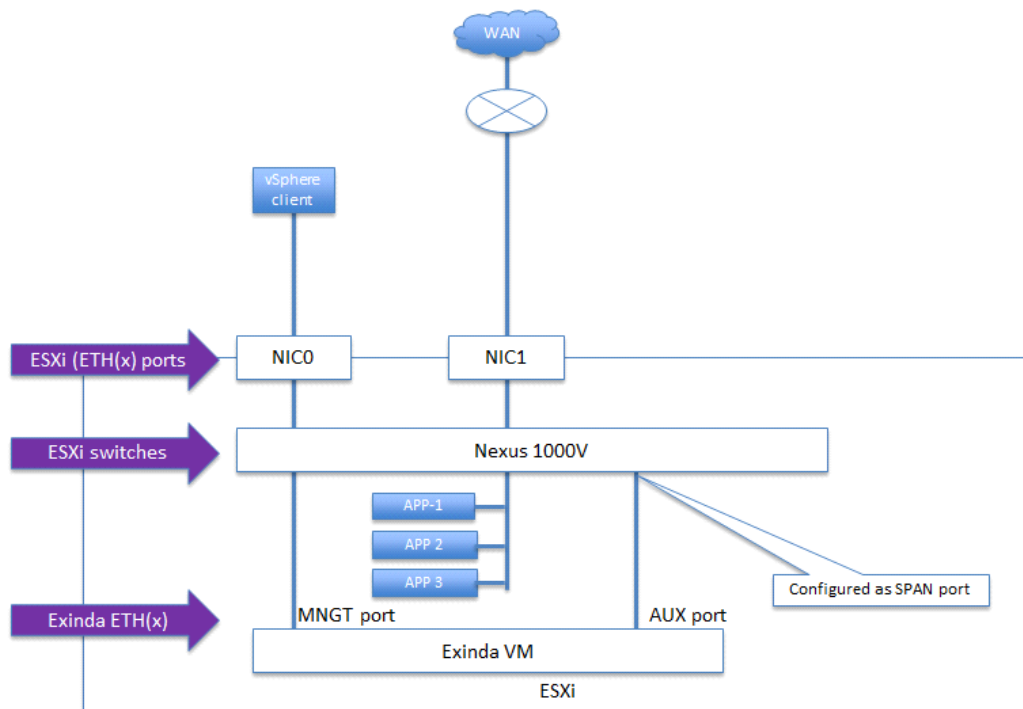 WAN
vSphere
client
ESXi (ETH(x) ports
NIC0
NIC1
ESXi switches
Nexus 1000V
APP-1
APP 2
APP 3
Configured as SPAN port
Exinda ETH(x)
MNGT port
AUX port
Exinda VM
ESXi